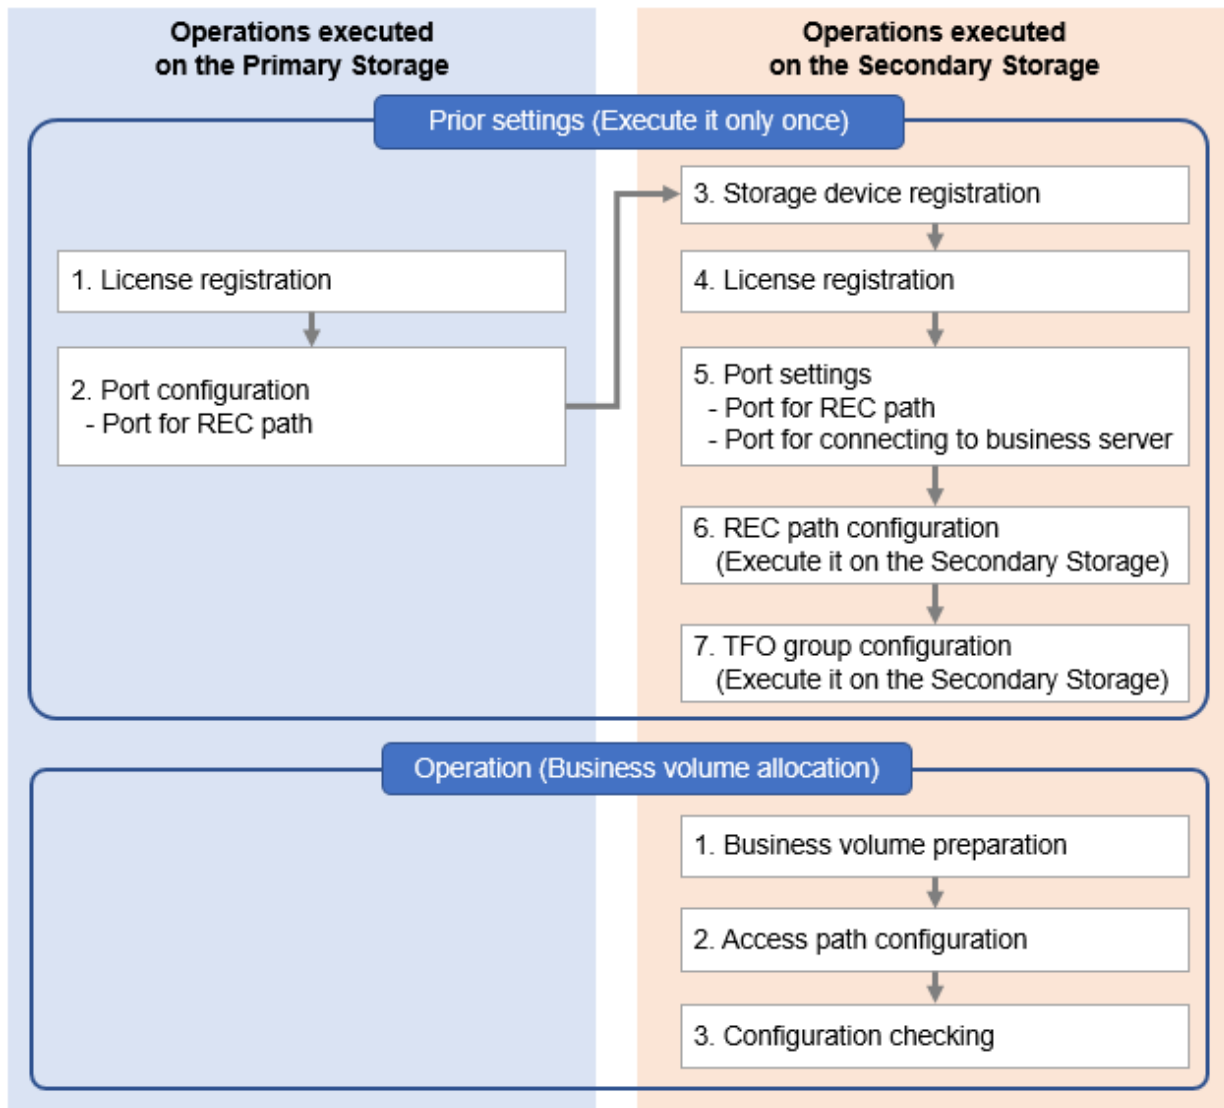 Operations executed
on the Primary Storage
Operations executed
on the Secondary Storage
Prior settings (Execute it only once)
1. License registration
2. Port configuration
- Port for REC path
3. Storage device registration
4. License registration
5. Port settings
- Port for REC path
- Port for connecting to business server
6. REC path configuration
(Execute it on the Secondary Storage)
7. TFO group configuration
(Execute it on the Secondary Storage)
Operation (Business volume allocation)
1. Business volume preparation
2. Access path configuration
3. Configuration checking